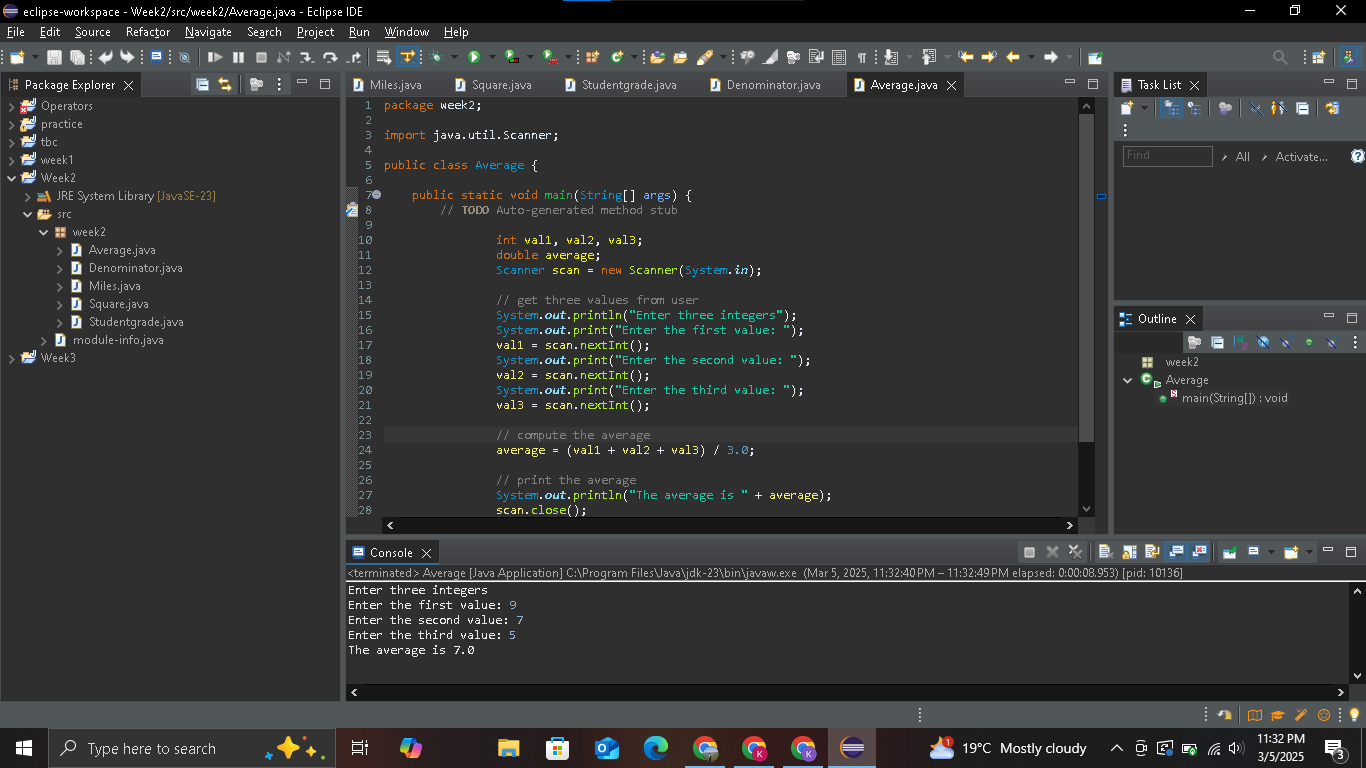 eclipse-workspace - Week2/src/week2/Average.java - Eclipse IDE
File Edit Source Refactor Navigate Search Project Run Window Help
Package Explorer
Operators
practice
tbc
week1
Week2
JRE System Library [JavaSE-23]
src
week2
Average.java
Denominator.java
Miles.java
Square.java
Studentgrade.java
module-info.java
Week3
Miles.java Square.java Studentgrade.java Denominator.java Average.java
1 package week2;
2
3 import java.util.Scanner;
4
5 public class Average {
6
7 public static void main(String[] args) {
8 // TODO Auto-generated method stub
9
10 int val1, val2, val3;
11 double average;
12 Scanner scan = new Scanner(System.in);
13
14 // get three values from user
15 System.out.println("Enter three integers");
16 System.out.print("Enter the first value: ");
17 val1 = scan.nextInt();
18 System.out.print("Enter the second value: ");
19 val2 = scan.nextInt();
20 System.out.print("Enter the third value: ");
21 val3 = scan.nextInt();
22
23 // compute the average
24 average = (val1 + val2 + val3) / 3.0;
25
26 // print the average
27 System.out.println("The average is " + average);
28 scan.close();
Task List
Find All Activate...
Outline
week2
Average
main(String[]) : void
Console
<terminated> Average [Java Application] C:\Program Files\Java\jdk-23\bin\javaw.exe (Mar 5, 2025, 11:32:40 PM – 11:32:49 PM elapsed: 0:00:08.953) [pid: 10136]
Enter three integers
Enter the first value: 9
Enter the second value: 7
Enter the third value: 5
The average is 7.0
Type here to search
1
19°C Mostly cloudy
11:32 PM
3/5/2025
3